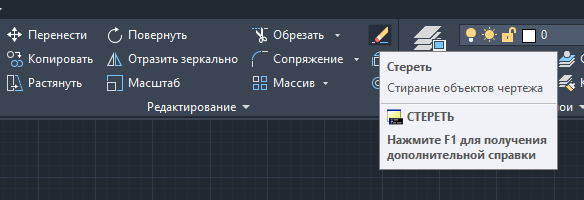 Перенести Повернуть Обрезать 0
Копировать Отразить зеркально Сопряжение
Растянуть Масштаб Массив
Редактирование
Стереть
Стирание объектов чертежа
СТЕРЕТЬ
Нажмите F1 для получения
дополнительной справки